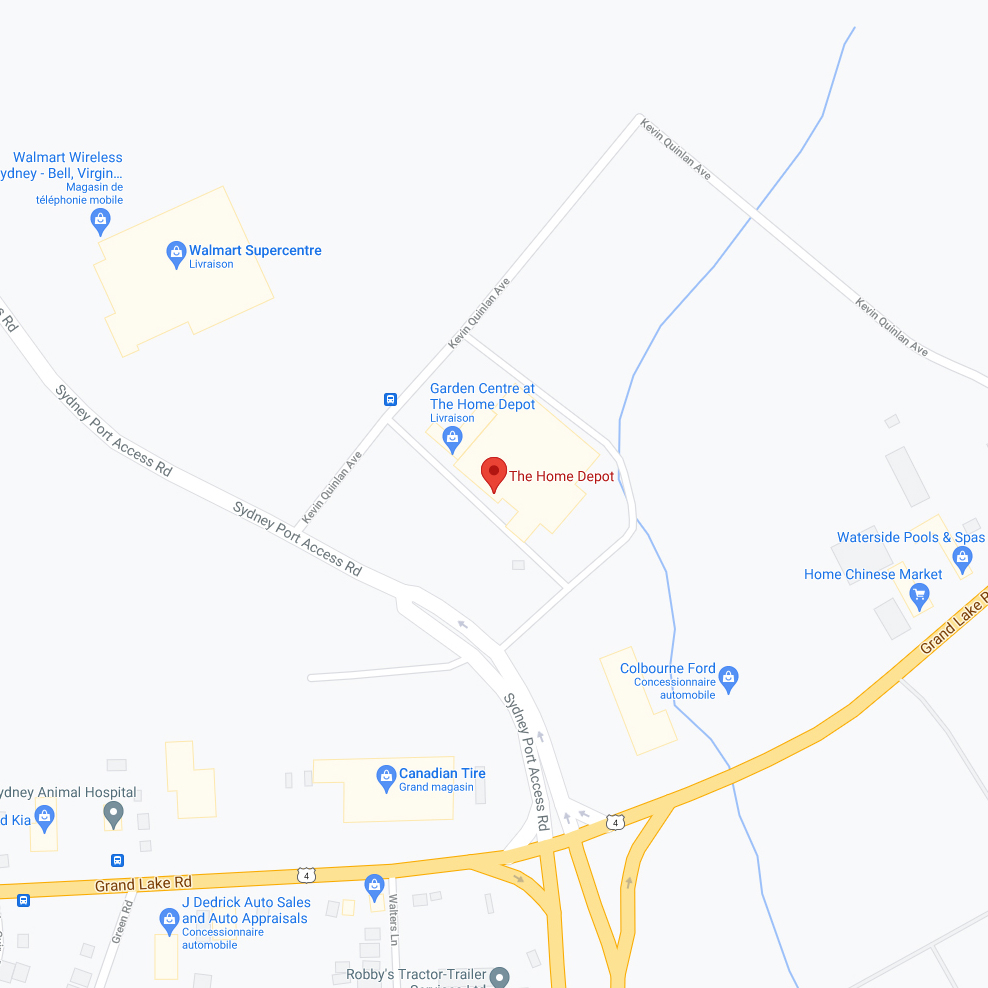 Walmart Wireless
ydney - Bell, Virgin...
Magasin de
téléphonie mobile
Walmart Supercentre
Livraison
Kevin Quinlan Ave
Kevin Quinlan Ave
Kevin Quinlan Ave
Kevin Quinlan Ave
s Rd
Sydney Port Access Rd
Sydney Port Access Rd
Garden Centre at
The Home Depot
Livraison
The Home Depot
Waterside Pools & Spas
Home Chinese Market
Grand Lake R
Colbourne Ford
Concessionnaire
automobile
Sydney Port Access Rd
Canadian Tire
Grand magasin
ydney Animal Hospital
d Kia
4
4
Grand Lake Rd
Green Rd
J Dedrick Auto Sales
and Auto Appraisals
Concessionnaire
automobile
Walters Ln
Robby's Tractor-Trailer
Services Ltd